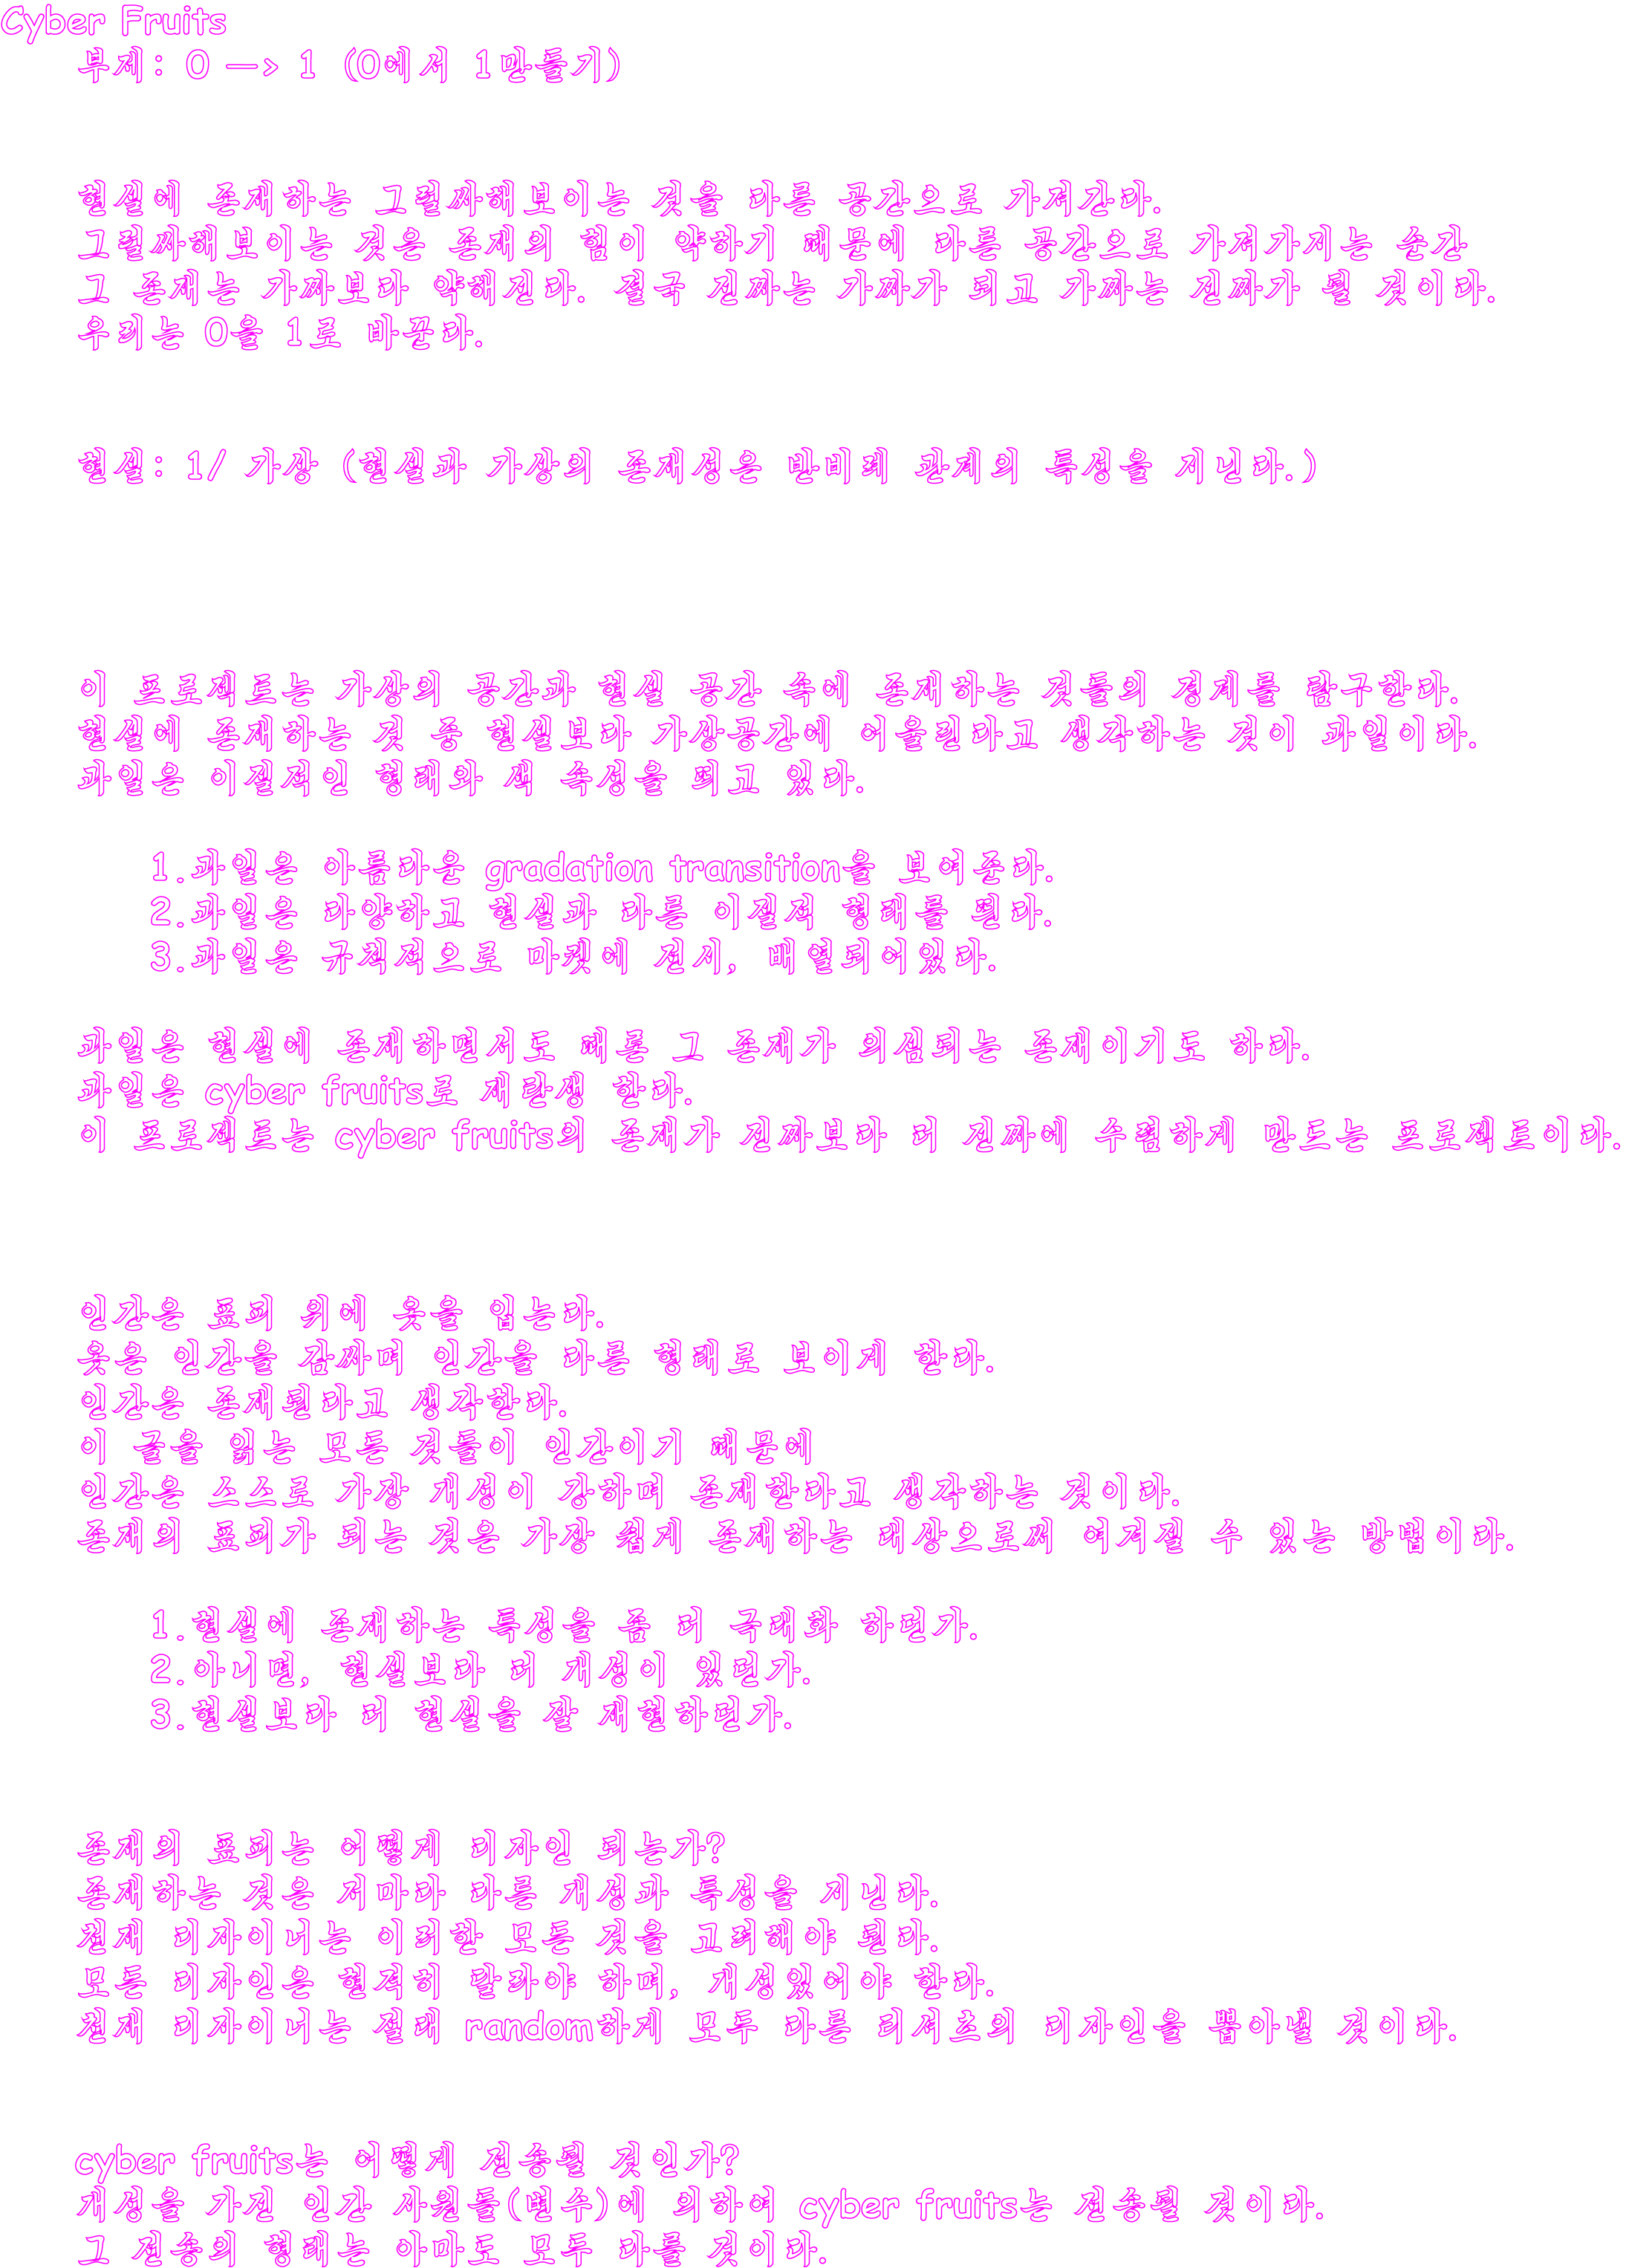 Cyber Fruits
부제: 0 —> 1 (0에서 1만들기)
현실에 존재하는 그럴싸해보이는 것을 다른 공간으로 가져간다.
그럴싸해보이는 것은 존재의 힘이 약하기 때문에 다른 공간으로 가져가지는 순간
그 존재는 가짜보다 약해진다. 결국 진짜는 가짜가 되고 가짜는 진짜가 될 것이다.
우리는 0을 1로 바꾼다.
현실: 1/ 가상 (현실과 가상의 존재성은 반비례 관계의 특성을 지닌다.)
이 프로젝트는 가상의 공간과 현실 공간 속에 존재하는 것들의 경계를 탐구한다.
현실에 존재하는 것 중 현실보다 가상공간에 어울린다고 생각하는 것이 과일이다.
과일은 이질적인 형태와 색 속성을 띄고 있다.
1.과일은 아름다운 gradation transition을 보여준다.
2.과일은 다양하고 현실과 다른 이질적 형태를 띈다.
3.과일은 규칙적으로 마켓에 전시, 배열되어있다.
과일은 현실에 존재하면서도 때론 그 존재가 의심되는 존재이기도 하다.
과일은 cyber fruits로 재탄생 한다.
이 프로젝트는 cyber fruits의 존재가 진짜보다 더 진짜에 수렴하게 만드는 프로젝트이다.
인간은 표피 위에 옷을 입는다.
옷은 인간을 감싸며 인간을 다른 형태로 보이게 한다.
인간은 존재된다고 생각한다.
이 글을 읽는 모든 것들이 인간이기 때문에
인간은 스스로 가장 개성이 강하며 존재한다고 생각하는 것이다.
존재의 표피가 되는 것은 가장 쉽게 존재하는 대상으로써 여겨질 수 있는 방법이다.
1.현실에 존재하는 특성을 좀 더 극대화 하던가.
2.아니면, 현실보다 더 개성이 있던가.
3.현실보다 더 현실을 잘 재현하던가.
존재의 표피는 어떻게 디자인 되는가?
존재하는 것은 저마다 다른 개성과 특성을 지닌다.
천재 디자이너는 이러한 모든 것을 고려해야 된다.
모든 디자인은 현격히 달라야 하며, 개성있어야 한다.
천재 디자이너는 절대 random하게 모두 다른 티셔츠의 디자인을 뽑아낼 것이다.
cyber fruits는 어떻게 전송될 것인가?
개성을 가진 인간 사원들(변수)에 의하여 cyber fruits는 전송될 것이다.
그 전송의 형태는 아마도 모두 다를 것이다.